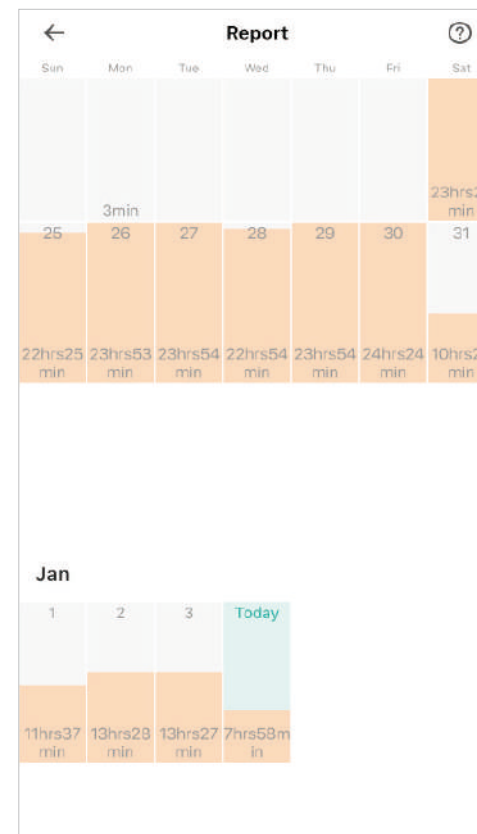 Report
Sun Mon Tue Wed Thu Fri Sat
3min 23hrs2
min
25 26 27 28 29 30 31
22hrs25 23hrs53 23hrs54 22hrs54 23hrs54 24hrs24 10hrs2
min min min min min min min
Jan
1 2 3 Today
11hrs37 13hrs28 13hrs27 7hrs58m
min min min in